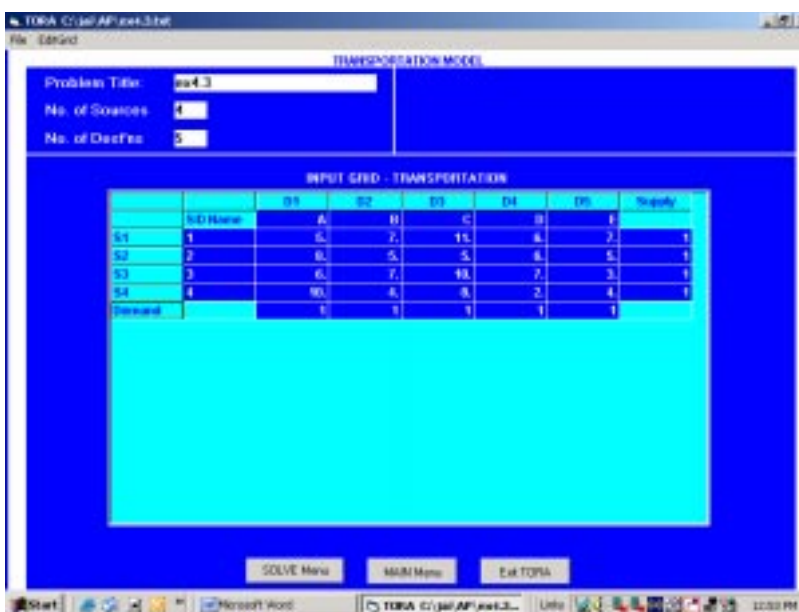 TORA C:\jai\AP\ex4.3.txt
File EditGrid
TRANSPORTATION MODEL
Problem Title: ex4.3
No. of Sources 4
No. of Dest'ns 5
INPUT GRID - TRANSPORTATION
D1 D2 D3 D4 D5 Supply
S/D Name A B C D E
S1 1 5. 7. 11. 6. 7. 1
S2 2 8. 5. 5. 6. 5. 1
S3 3 6. 7. 10. 7. 3. 1
S4 4 10. 4. 8. 2. 4. 1
Demand 1 1 1 1 1
SOLVE Menu MAIN Menu Exit TORA
Start Microsoft Word TORA C:\jai\AP\ex4.3... Links